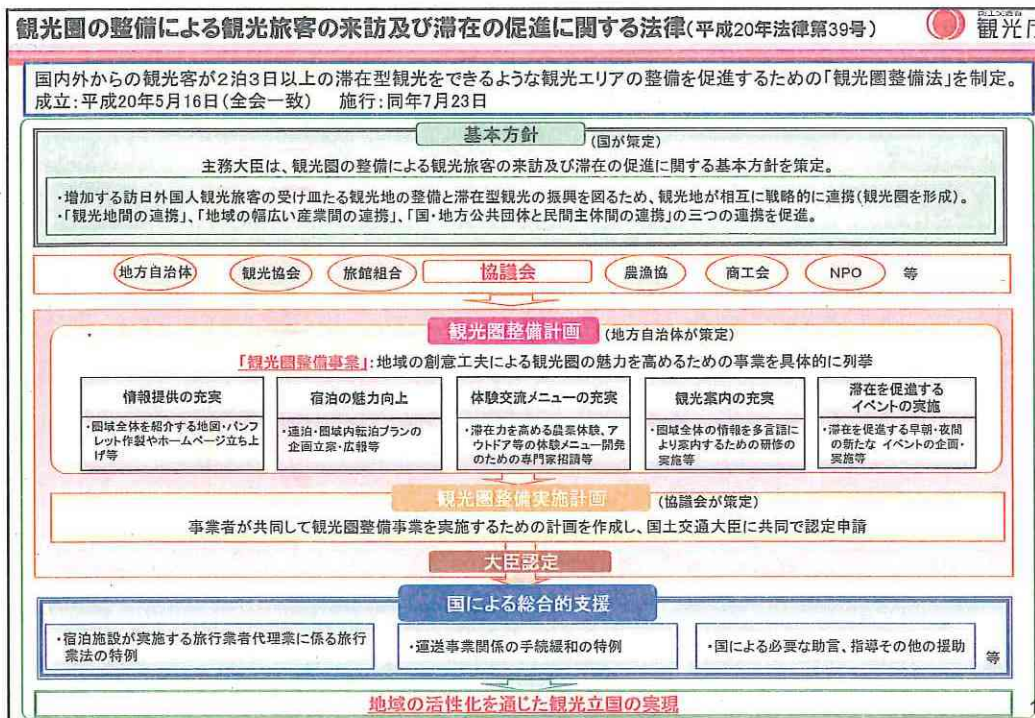 観光圏の整備による観光旅客の来訪及び滞在の促進に関する法律(平成20年法律第39号)
観光庁
国内外からの観光客が2泊3日以上の滞在型観光をできるような観光エリアの整備を促進するための「観光圏整備法」を制定。
成立:平成20年5月16日(全会一致) 施行:同年7月23日
基本方針 (国が策定)
主務大臣は、観光圏の整備による観光旅客の来訪及び滞在の促進に関する基本方針を策定。
・増加する訪日外国人観光旅客の受け皿たる観光地の整備と滞在型観光の振興を図るため、観光地が相互に戦略的に連携(観光圏を形成)。
・「観光地間の連携」、「地域の幅広い産業間の連携」、「国・地方公共団体と民間主体間の連携」の三つの連携を促進。
地方自治体 観光協会 旅館組合 協議会 農漁協 商工会 NPO 等
観光圏整備計画 (地方自治体が策定)
「観光圏整備事業」:地域の創意工夫による観光圏の魅力を高めるための事業を具体的に列挙
情報提供の充実
・圏域全体を紹介する地図・パンフ
レット作製やホームページ立ち上
げ等
宿泊の魅力向上
・連泊・圏域内転泊プランの
企画立案・広報等
体験交流メニューの充実
・滞在力を高める農業体験、ア
ウトドア等の体験メニュー開発
のための専門家招請等
観光案内の充実
・圏域全体の情報を多言語に
より案内するための研修の
実施等
滞在を促進する
イベントの実施
・滞在を促進する早朝・夜間
の新たな イベントの企画・
実施等
観光圏整備実施計画 (協議会が策定)
事業者が共同して観光圏整備事業を実施するための計画を作成し、国土交通大臣に共同で認定申請
大臣認定
国による総合的支援
・宿泊施設が実施する旅行業者代理業に係る旅行
業法の特例
・運送事業関係の手続緩和の特例
・国による必要な助言、指導その他の援助
等
地域の活性化を通じた観光立国の実現